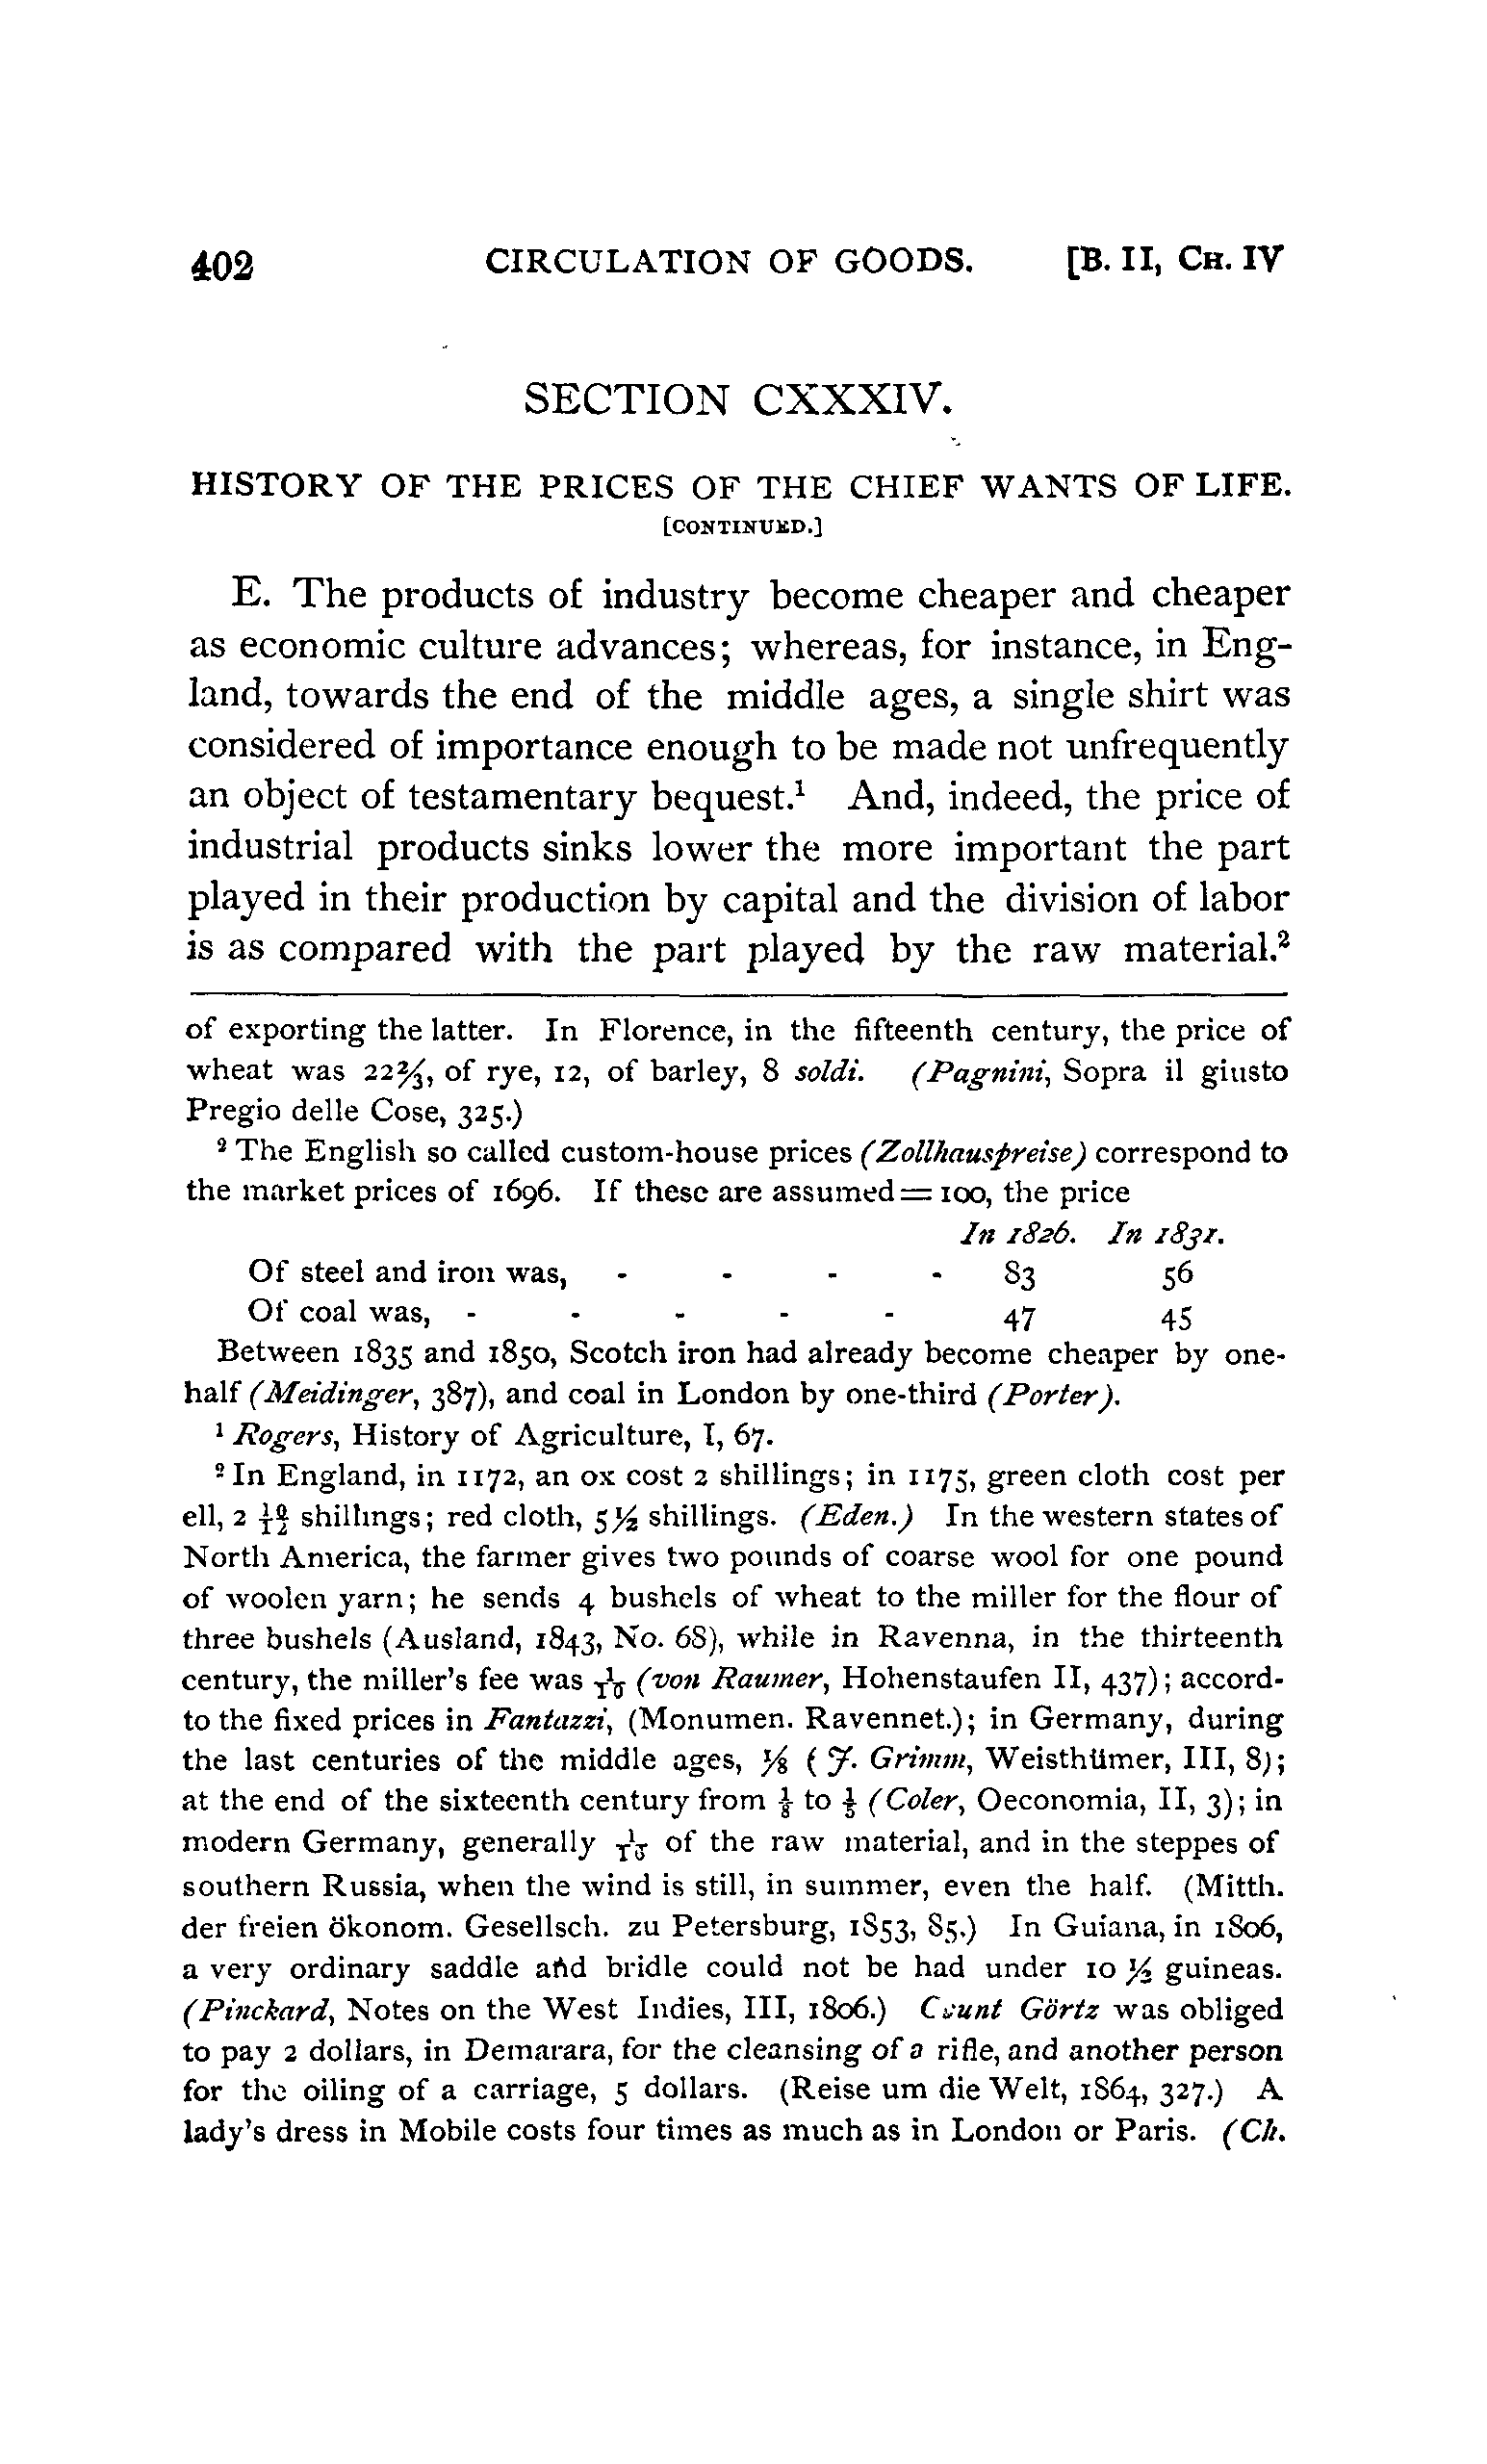 402 CIRCULATION OF GOODS. [B. II, CH. IV
SECTION CXXXIV.
HISTORY OF THE PRICES OF THE CHIEF WANTS OF LIFE.
[CONTINUED.]
E. The products of industry become cheaper and cheaper
as economic culture advances; whereas, for instance, in Eng-
land, towards the end of the middle ages, a single shirt was
considered of importance enough to be made not unfrequently
an object of testamentary bequest.¹ And, indeed, the price of
industrial products sinks lower the more important the part
played in their production by capital and the division of labor
is as compared with the part played by the raw material.²
of exporting the latter. In Florence, in the fifteenth century, the price of
wheat was 22⅔, of rye, 12, of barley, 8 soldi. (Pagnini, Sopra il giusto
Pregio delle Cose, 325.)
² The English so called custom-house prices (Zollhauspreise) correspond to
the market prices of 1696. If these are assumed = 100, the price
In 1826. In 1831.
Of steel and iron was, - - - - 83 56
Of coal was, - - - - - 47 45
Between 1835 and 1850, Scotch iron had already become cheaper by one-
half (Meidinger, 387), and coal in London by one-third (Porter).
¹ Rogers, History of Agriculture, I, 67.
² In England, in 1172, an ox cost 2 shillings; in 1175, green cloth cost per
ell, 2 10/12 shillings; red cloth, 5½ shillings. (Eden.) In the western states of
North America, the farmer gives two pounds of coarse wool for one pound
of woolen yarn; he sends 4 bushels of wheat to the miller for the flour of
three bushels (Ausland, 1843, No. 68), while in Ravenna, in the thirteenth
century, the miller's fee was 1/10 (von Raumer, Hohenstaufen II, 437); accord-
to the fixed prices in Fantazzi, (Monumen. Ravennet.); in Germany, during
the last centuries of the middle ages, ⅛ (J. Grimm, Weisthümer, III, 8);
at the end of the sixteenth century from to (Coler, Oeconomia, II, 3); in
modern Germany, generally of the raw material, and in the steppes of
southern Russia, when the wind is still, in summer, even the half. (Mitth.
der freien ökonom. Gesellsch. zu Petersburg, 1853, 85.) In Guiana, in 1806,
a very ordinary saddle and bridle could not be had under 10 ½ guineas.
(Pinckard, Notes on the West Indies, III, 1806.) Count Görtz was obliged
to pay 2 dollars, in Demarara, for the cleansing of a rifle, and another person
for the oiling of a carriage, 5 dollars. (Reise um die Welt, 1864, 327.) A
lady's dress in Mobile costs four times as much as in London or Paris. (Ch.